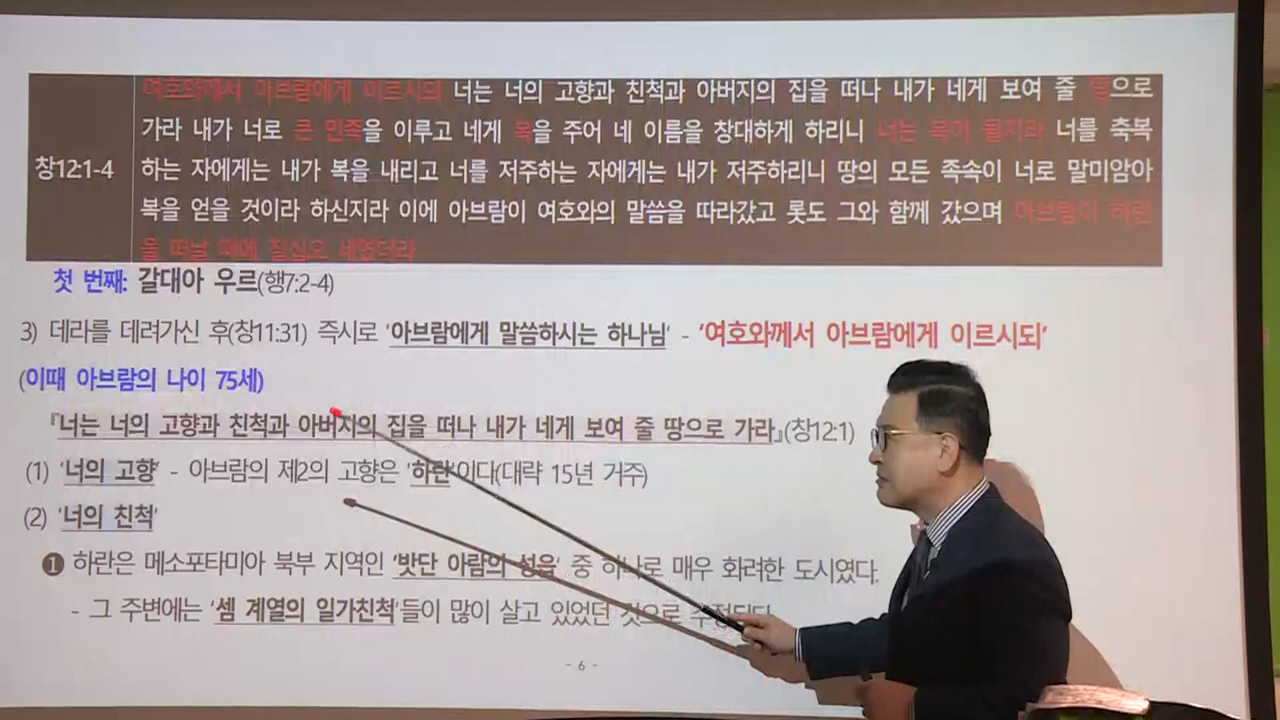 창12:1-4
여호와께서 아브람에게 이르시되 너는 너의 고향과 친척과 아버지의 집을 떠나 내가 네게 보여 줄 땅으로
가라 내가 너로 큰 민족을 이루고 네게 복을 주어 네 이름을 창대하게 하리니 너는 복이 될지라 너를 축복
하는 자에게는 내가 복을 내리고 너를 저주하는 자에게는 내가 저주하리니 땅의 모든 족속이 너로 말미암아
복을 얻을 것이라 하신지라 이에 아브람이 여호와의 말씀을 따라갔고 롯도 그와 함께 갔으며 아브람이 하란
을 떠날 때에 칠십오 세였더라
첫 번째: 갈대아 우르(행7:2-4)
3) 데라를 데려가신 후(창11:31) 즉시로 '아브람에게 말씀하시는 하나님' - '여호와께서 아브람에게 이르시되'
(이때 아브람의 나이 75세)
『너는 너의 고향과 친척과 아버지의 집을 떠나 내가 네게 보여 줄 땅으로 가라』(창12:1)
(1) '너의 고향' - 아브람의 제2의 고향은 '하란'이다(대략 15년 거주)
(2) '너의 친척'
❶ 하란은 메소포타미아 북부 지역인 '밧단 아람의 성읍' 중 하나로 매우 화려한 도시였다.
- 그 주변에는 '셈 계열의 일가친척'들이 많이 살고 있었던 것으로 추정된다
- 6 -